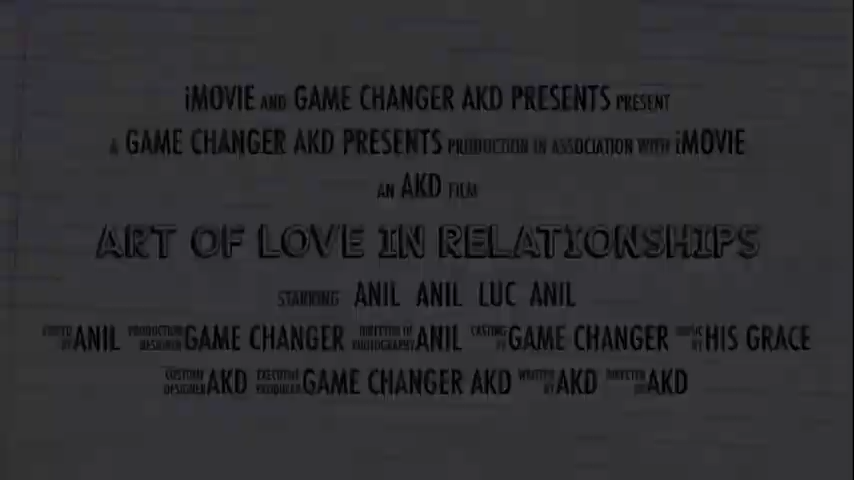 iMOVIE AND GAME CHANGER AKD PRESENTS PRESENT
A GAME CHANGER AKD PRESENTS PRODUCTION IN ASSOCIATION WITH iMOVIE
AN AKD FILM
ART OF LOVE IN RELATIONSHIPS
STARRING ANIL ANIL LUC ANIL
EDITED BY ANIL PRODUCTION DESIGNER GAME CHANGER DIRECTOR OF PHOTOGRAPHY ANIL CASTING BY GAME CHANGER MUSIC BY HIS GRACE
CUSTUM DESIGNER AKD EXECUTIVE PRODUCER GAME CHANGER AKD WRITTEN BY AKD DIRECTED BY AKD